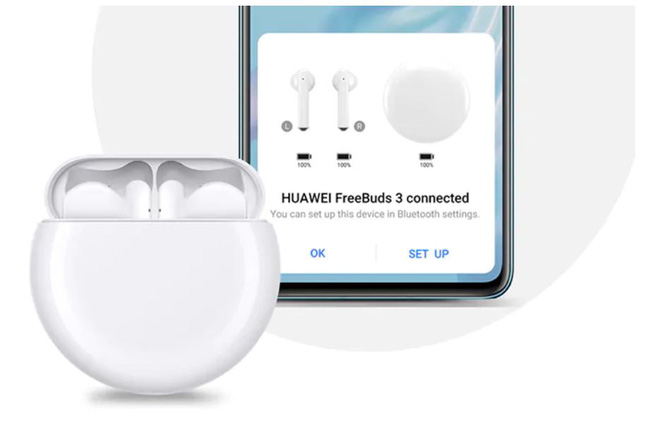 L
R
100%
100%
100%
HUAWEI FreeBuds 3 connected
You can set up this device in Bluetooth settings.
OK
SET UP